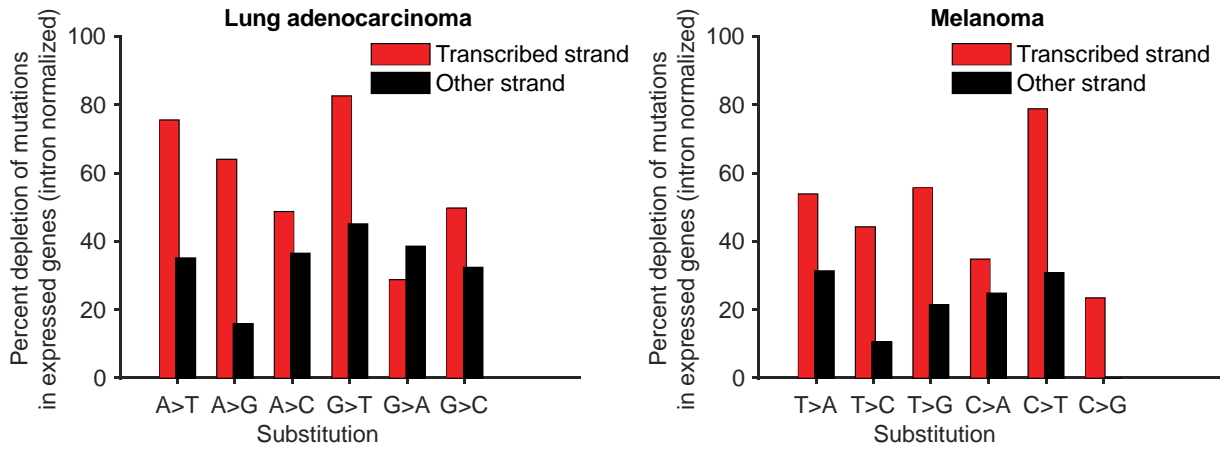 Lung adenocarcinoma
Percent depletion of mutations
in expressed genes (intron normalized)
100
80
60
40
20
0
Transcribed strand
Other strand
A>T A>G A>C G>T G>A G>C
Substitution
Melanoma
Percent depletion of mutations
in expressed genes (intron normalized)
100
80
60
40
20
0
Transcribed strand
Other strand
T>A T>C T>G C>A C>T C>G
Substitution